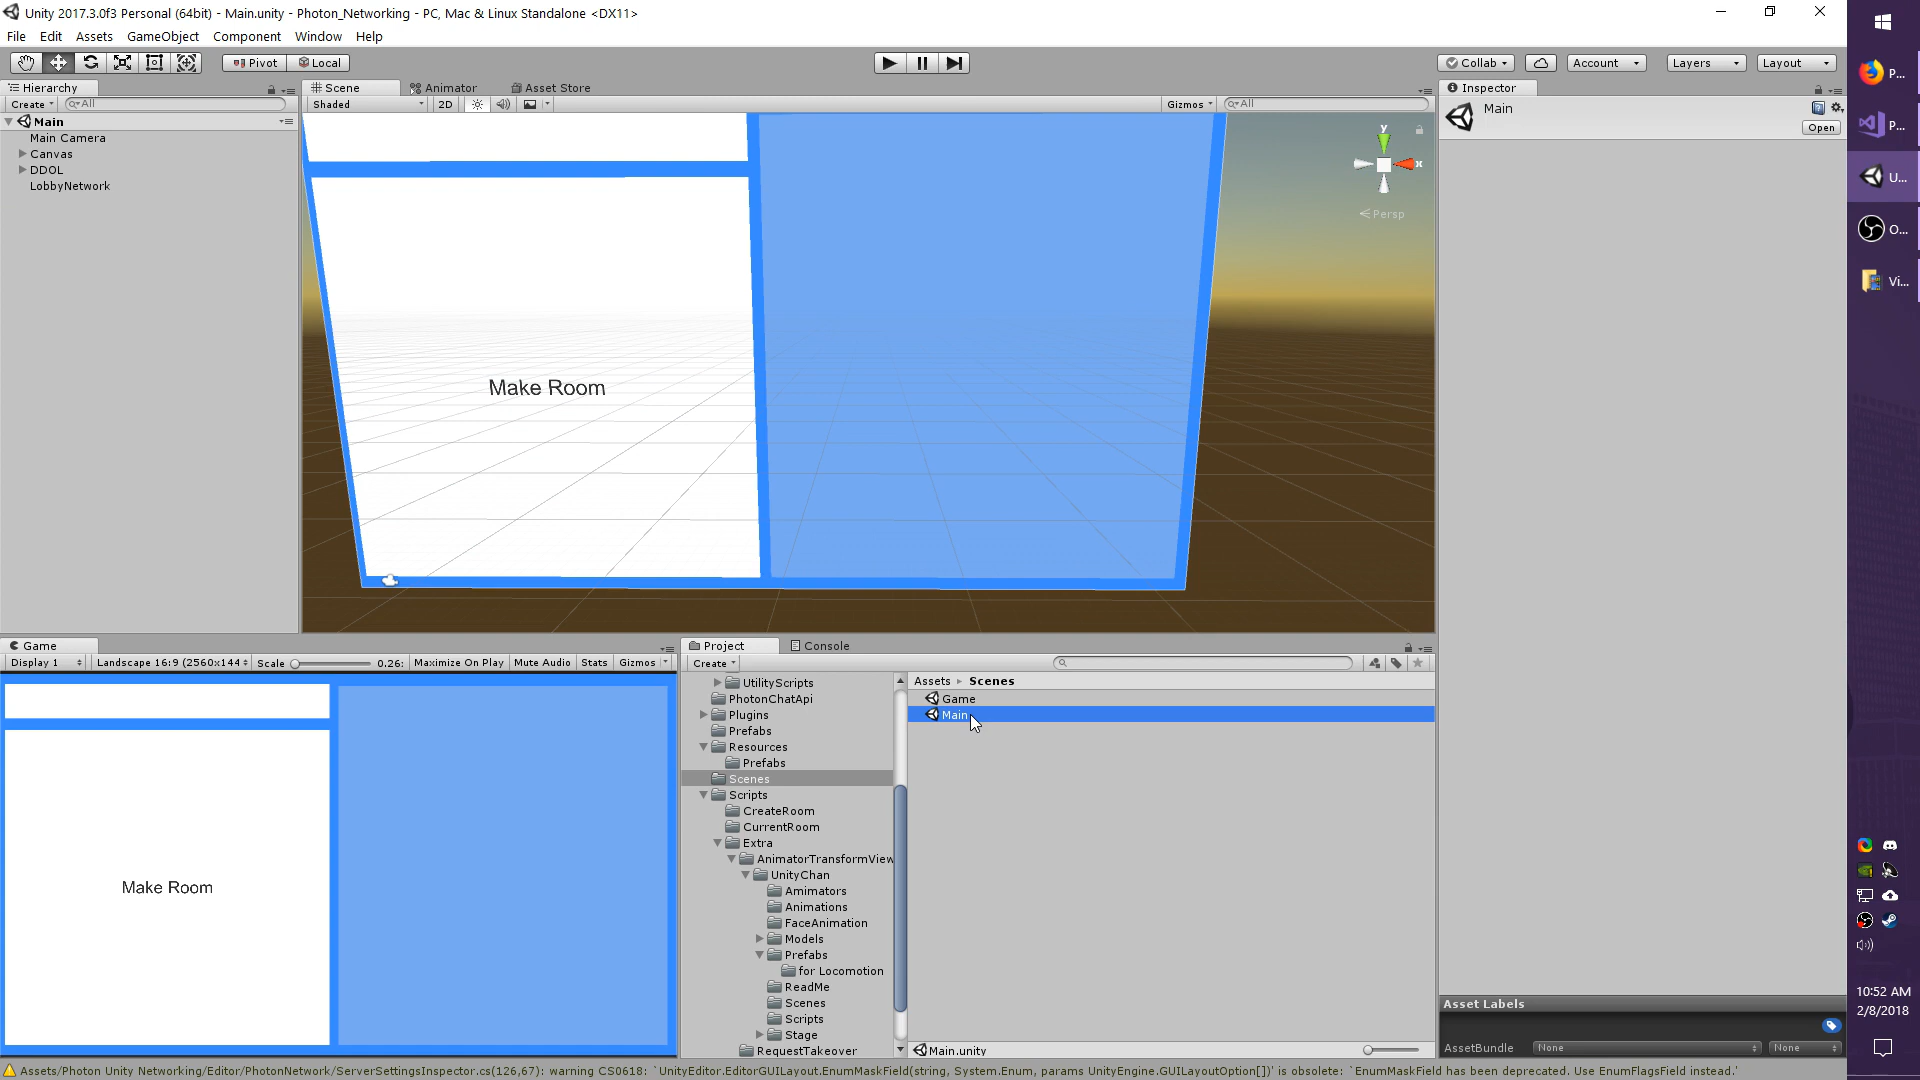 Unity 2017.3.0f3 Personal (64bit) - Main.unity - Photon_Networking - PC, Mac & Linux Standalone <DX11>
File Edit Assets GameObject Component Window Help
Pivot Local Collab Account Layers Layout
Hierarchy
Create All
Main
Main Camera
Canvas
DDOL
LobbyNetwork
Scene Animator Asset Store
Shaded 2D Gizmos All
y
x
Persp
Make Room
Inspector
Main
Open
Game
Display 1 Landscape 16:9 (2560x144 Scale 0.26: Maximize On Play Mute Audio Stats Gizmos
Make Room
Project Console
Create
UtilityScripts
PhotonChatApi
Plugins
Prefabs
Resources
Prefabs
Scenes
Scripts
CreateRoom
CurrentRoom
Extra
AnimatorTransformView
UnityChan
Amimators
Animations
FaceAnimation
Models
Prefabs
for Locomotion
ReadMe
Scenes
Scripts
Stage
RequestTakeover
Assets Scenes
Game
Main
Main.unity
Asset Labels
AssetBundle None None
Assets/Photon Unity Networking/Editor/PhotonNetwork/ServerSettingsInspector.cs(126,67): warning CS0618: `UnityEditor.EditorGUILayout.EnumMaskField(string, System.Enum, params UnityEngine.GUILayoutOption[])' is obsolete: `EnumMaskField has been deprecated. Use EnumFlagsField instead.'
P...
P...
U...
O...
Vi...
10:52 AM
2/8/2018